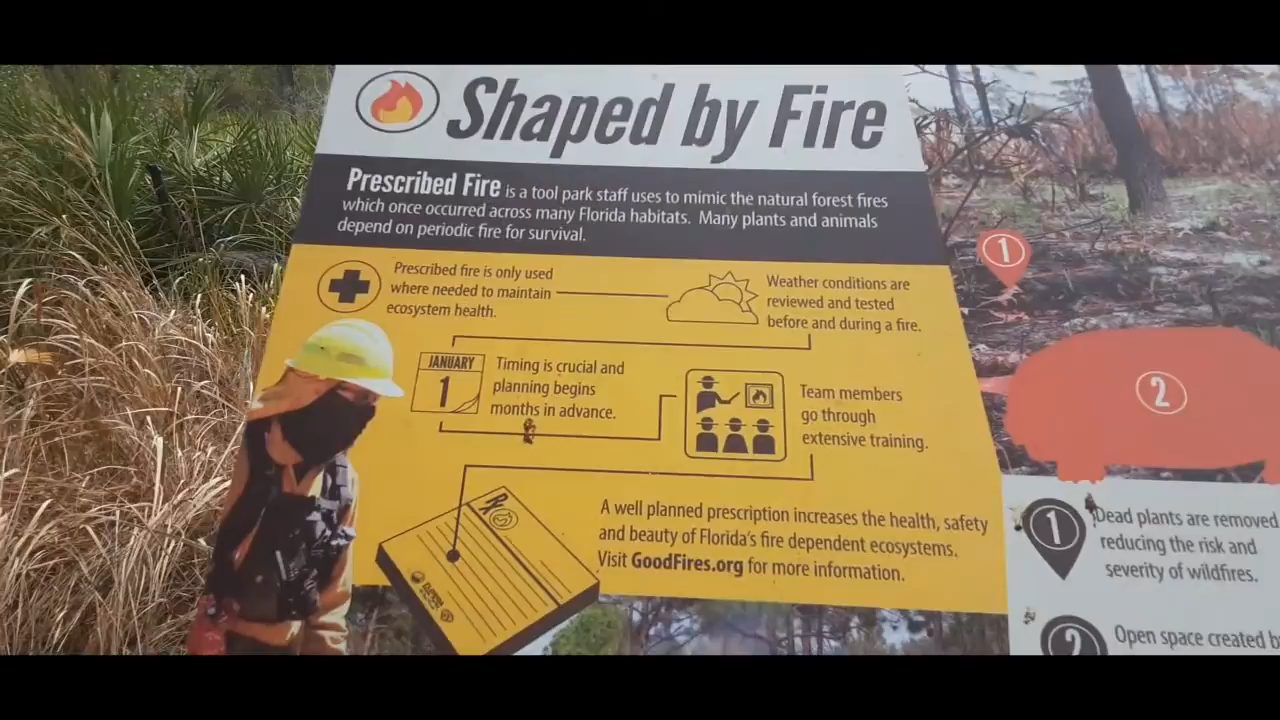 Shaped by Fire
Prescribed Fire is a tool park staff uses to mimic the natural forest fires
which once occurred across many Florida habitats. Many plants and animals
depend on periodic fire for survival.
Prescribed fire is only used
where needed to maintain
ecosystem health.
Weather conditions are
reviewed and tested
before and during a fire.
JANUARY
1
Timing is crucial and
planning begins
months in advance.
Team members
go through
extensive training.
Rx
A well planned prescription increases the health, safety
and beauty of Florida's fire dependent ecosystems.
Visit GoodFires.org for more information.
1
2
1
Dead plants are removed
reducing the risk and
severity of wildfires.
2
Open space created b